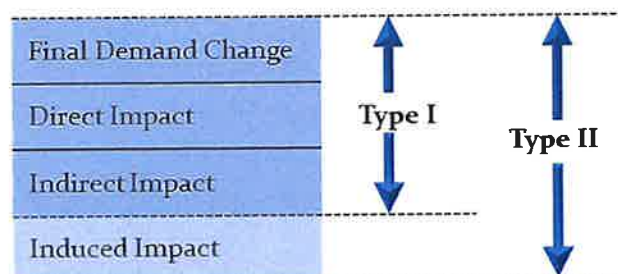 Final Demand Change
Direct Impact
Type I
Type II
Indirect Impact
Induced Impact